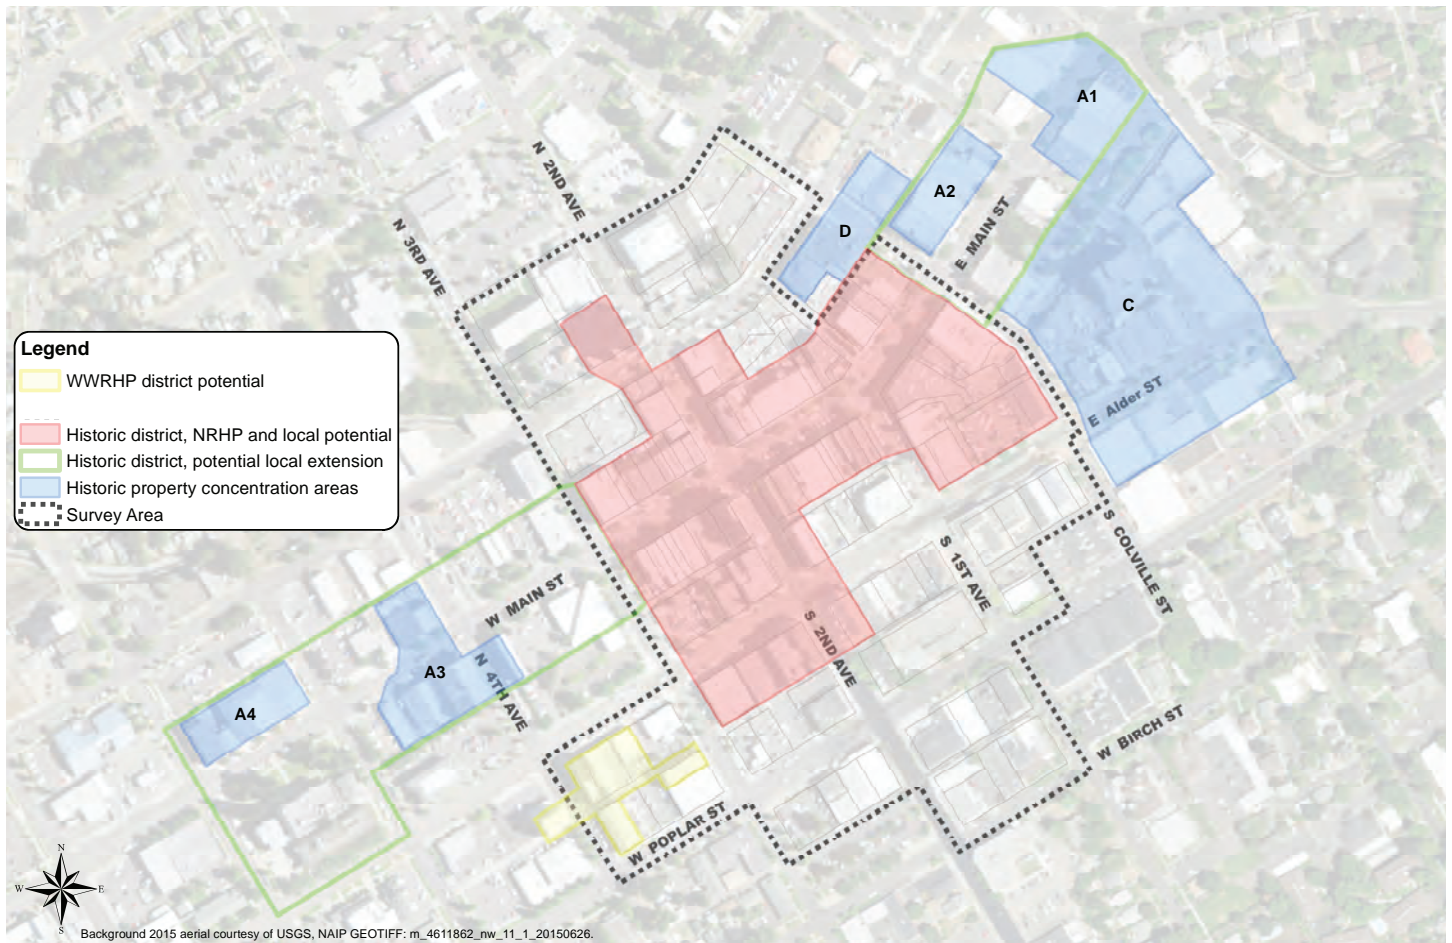 A1
N 2ND AVE
A2
N 3RD AVE
D
E MAIN ST
C
Legend
WWRHP district potential
Historic district, NRHP and local potential
Historic district, potential local extension
Historic property concentration areas
Survey Area
E Alder ST
S COLVILLE ST
S 1ST AVE
W MAIN ST
S 2ND AVE
A3
N 4TH AVE
A4
W BIRCH ST
W POPLAR ST
N
W E
S
Background 2015 aerial courtesy of USGS, NAIP GEOTIFF: m_4611862_nw_11_1_20150626.